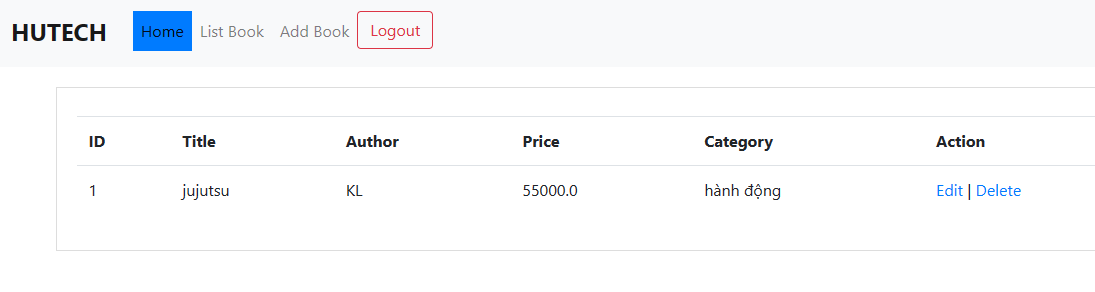 HUTECH Home List Book Add Book Logout
ID Title Author Price Category Action
1 jujutsu KL 55000.0 hành động Edit | Delete